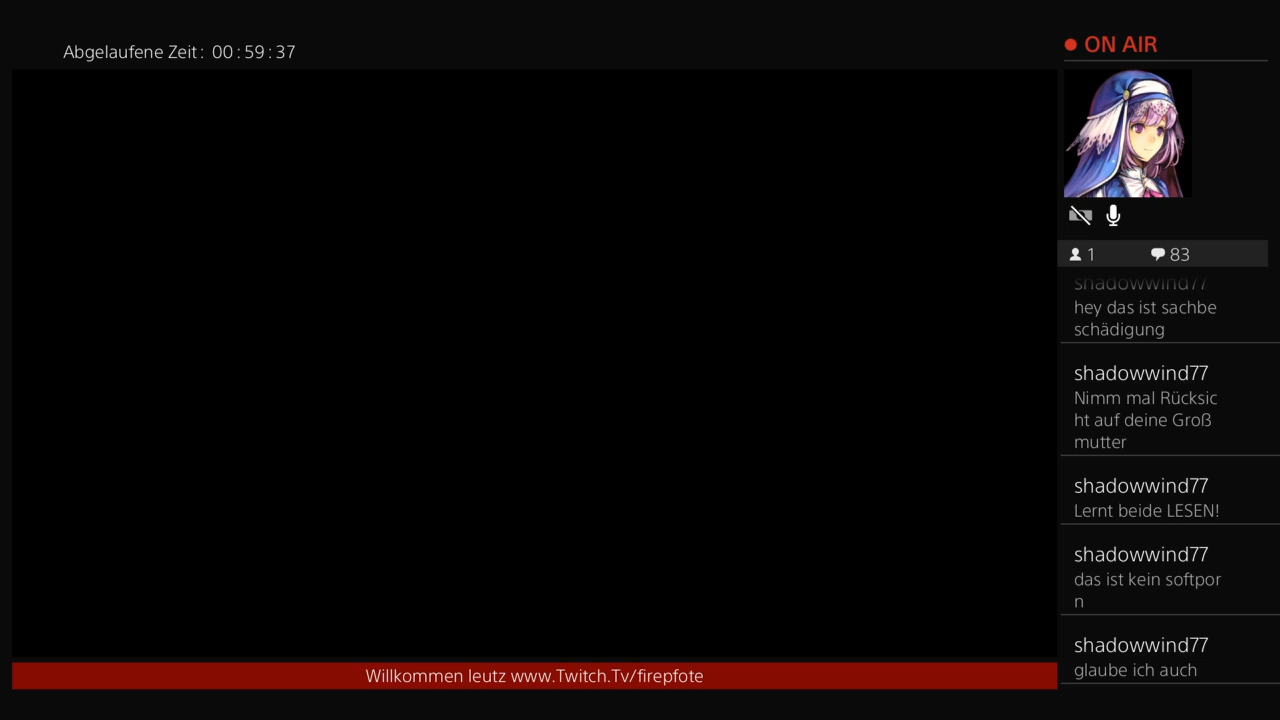 Abgelaufene Zeit: 00:59:37
ON AIR
1 83
shadowwind77
hey das ist sachbe
schädigung
shadowwind77
Nimm mal Rücksic
ht auf deine Groß
mutter
shadowwind77
Lernt beide LESEN!
shadowwind77
das ist kein softpor
n
shadowwind77
glaube ich auch
Willkommen leutz www.Twitch.Tv/firepfote